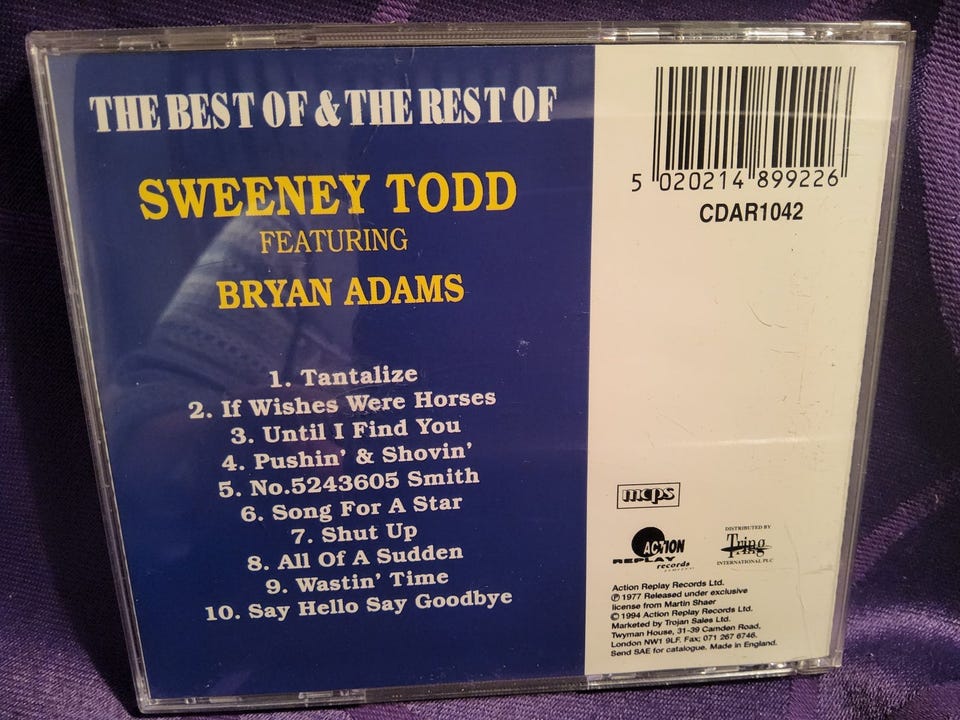 THE BEST OF & THE REST OF
SWEENEY TODD
FEATURING
BRYAN ADAMS
1. Tantalize
2. If Wishes Were Horses
3. Until I Find You
4. Pushin' & Shovin'
5. No.5243605 Smith
6. Song For A Star
7. Shut Up
8. All Of A Sudden
9. Wastin' Time
10. Say Hello Say Goodbye
5 020214 899226
CDAR1042
mcps
ACTION
REPLAY
records
DISTRIBUTED BY
Tring
INTERNATIONAL PLC
Action Replay Records Ltd.
℗ 1977 Released under exclusive
license from Martin Shaer
© 1994 Action Replay Records Ltd.
Marketed by Trojan Sales Ltd.
Twyman House, 31-39 Camden Road,
London NW1 9LF. Fax; 071 267 6746.
Send SAE for catalogue. Made in England.